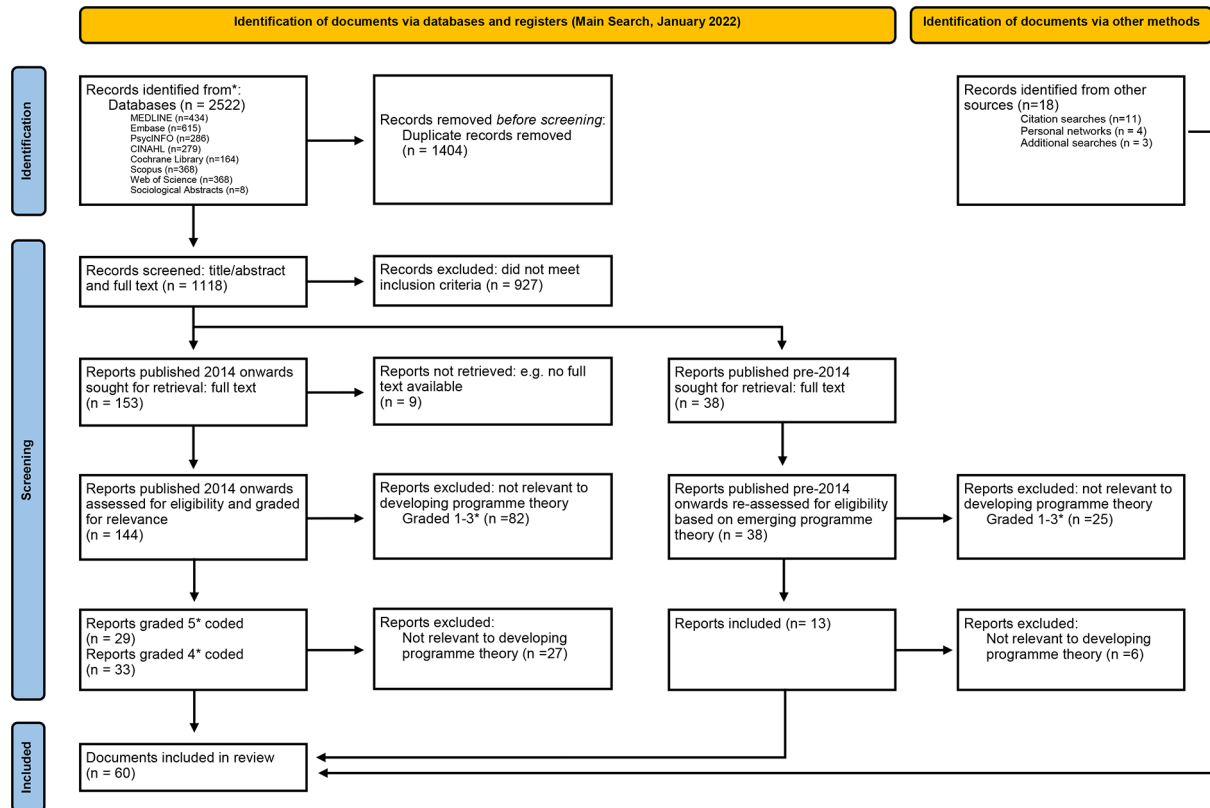 Identification of documents via databases and registers (Main Search, January 2022)
Identification of documents via other methods
Identification
Records identified from*:
Databases (n = 2522)
MEDLINE (n=434)
Embase (n=615)
PsycINFO (n=286)
CINAHL (n=279)
Cochrane Library (n=164)
Scopus (n=368)
Web of Science (n=368)
Sociological Abstracts (n=8)
Records removed before screening:
Duplicate records removed
(n = 1404)
Records identified from other
sources (n=18)
Citation searches (n=11)
Personal networks (n = 4)
Additional searches (n = 3)
Screening
Records screened: title/abstract
and full text (n = 1118)
Records excluded: did not meet
inclusion criteria (n = 927)
Reports published 2014 onwards
sought for retrieval: full text
(n = 153)
Reports not retrieved: e.g. no full
text available
(n = 9)
Reports published pre-2014
sought for retrieval: full text
(n = 38)
Reports published 2014 onwards
assessed for eligibility and graded
for relevance
(n = 144)
Reports excluded: not relevant to
developing programme theory
Graded 1-3* (n =82)
Reports published pre-2014
onwards re-assessed for eligibility
based on emerging programme
theory (n = 38)
Reports excluded: not relevant to
developing programme theory
Graded 1-3* (n =25)
Reports graded 5* coded
(n = 29)
Reports graded 4* coded
(n = 33)
Reports excluded:
Not relevant to developing
programme theory (n =27)
Reports included (n= 13)
Reports excluded:
Not relevant to developing
programme theory (n =6)
Included
Documents included in review
(n = 60)